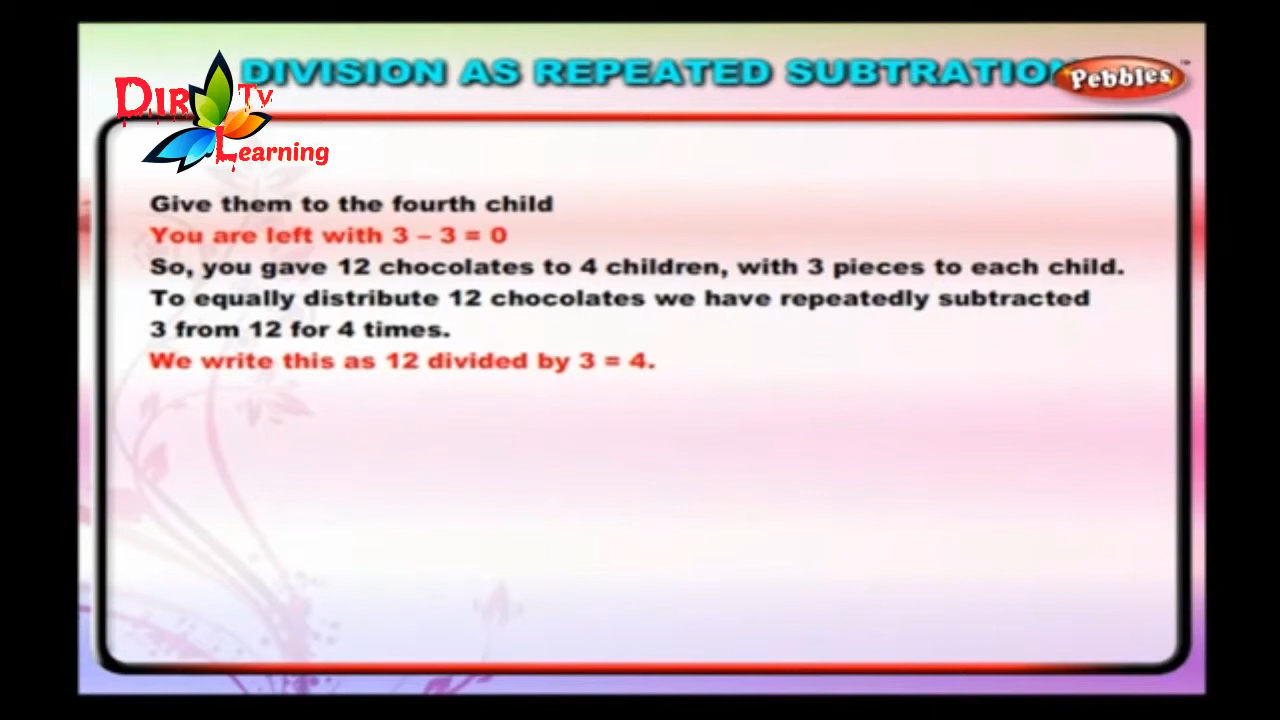 DIVISION AS REPEATED SUBTRATION
Pebbles™
DIR TV
Learning
Give them to the fourth child
You are left with 3 – 3 = 0
So, you gave 12 chocolates to 4 children, with 3 pieces to each child.
To equally distribute 12 chocolates we have repeatedly subtracted
3 from 12 for 4 times.
We write this as 12 divided by 3 = 4.